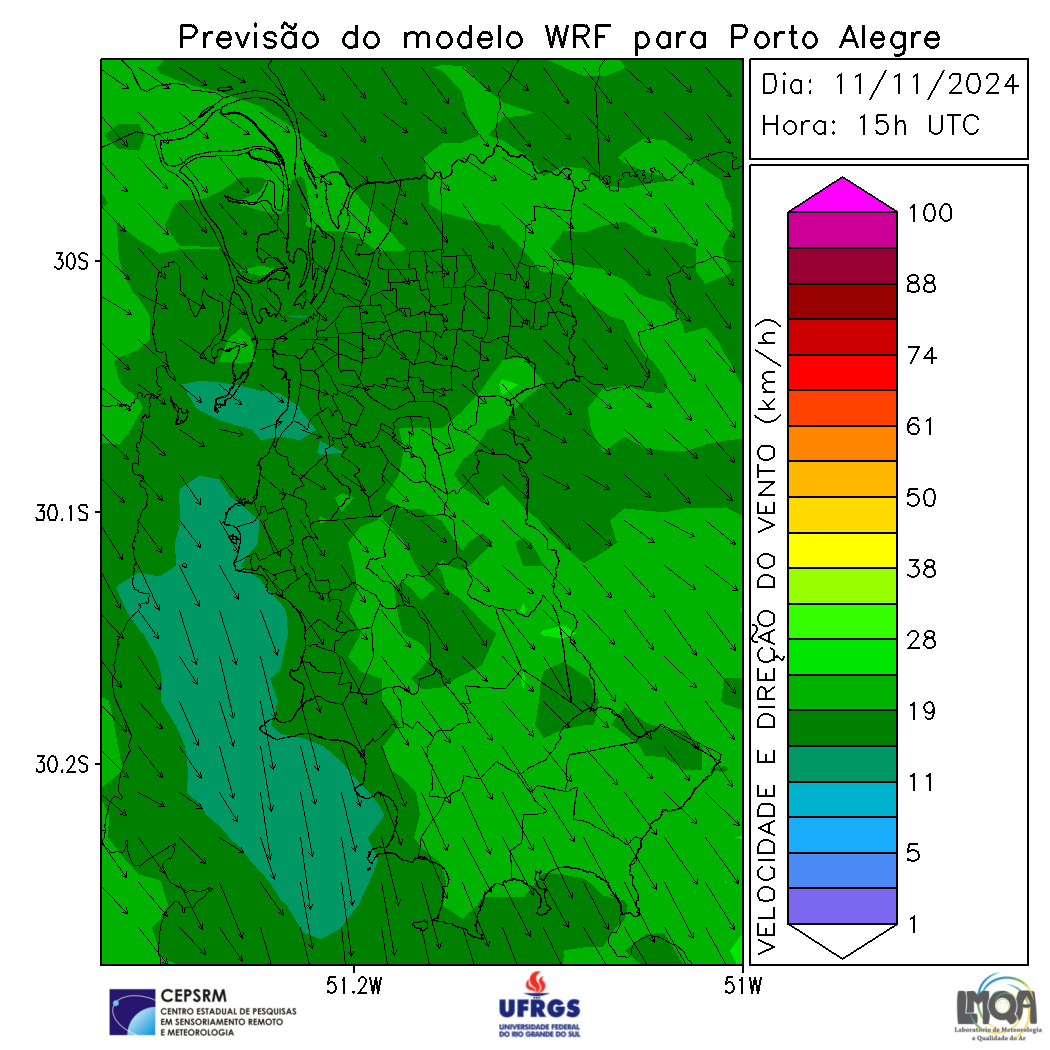 Previsão do modelo WRF para Porto Alegre
Dia: 11/11/2024
Hora: 15h UTC
30S
30.1S
30.2S
51.2W
51W
VELOCIDADE E DIREÇÃO DO VENTO (km/h)
100
88
74
61
50
38
28
19
11
5
1
CEPSRM
CENTRO ESTADUAL DE PESQUISAS
EM SENSORIAMENTO REMOTO
E METEOROLOGIA
UFRGS
UNIVERSIDADE FEDERAL
DO RIO GRANDE DO SUL
LMQA
Laboratório de Meteorologia
e Qualidade do Ar